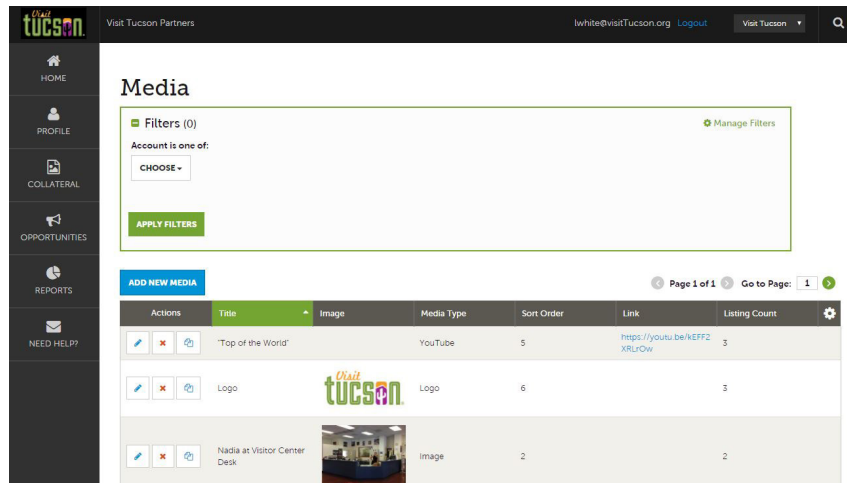 Visit
tucson.
Visit Tucson Partners
lwhite@visitTucson.org Logout
Visit Tucson
HOME
PROFILE
COLLATERAL
OPPORTUNITIES
REPORTS
NEED HELP?
Media
Filters (0)
Manage Filters
Account is one of:
CHOOSE
APPLY FILTERS
ADD NEW MEDIA
Page 1 of 1
Go to Page: 1
Actions Title Image Media Type Sort Order Link Listing Count
"Top of the World" YouTube 5 https://youtu.be/kEFF2 3
XRLrOw
Logo Visit tucson. Logo 6 3
Nadia at Visitor Center Image 2 2
Desk